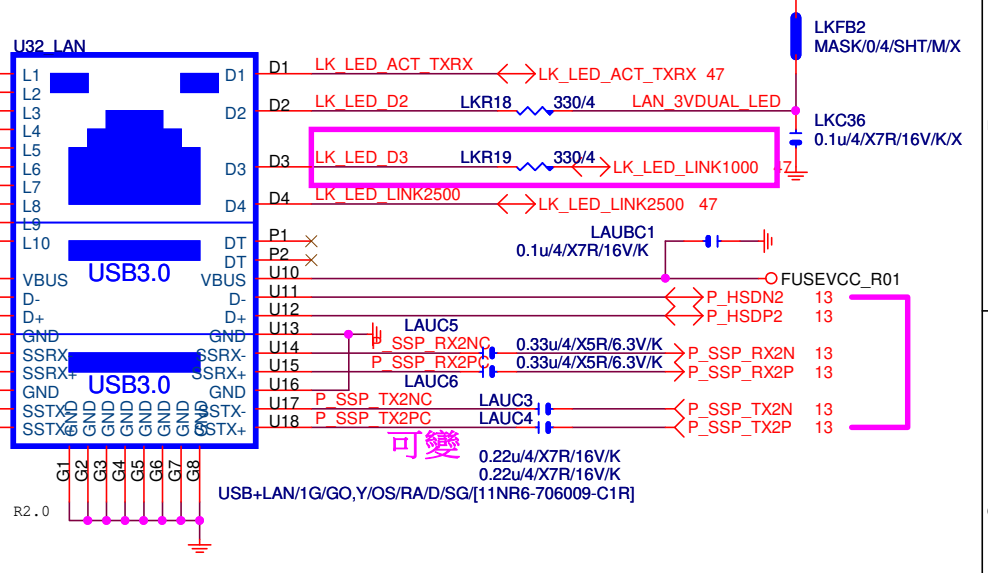 LKFB2
MASK/0/4/SHT/M/X
U32_LAN
L1 D1 D1 LK_LED_ACT_TXRX LK_LED_ACT_TXRX 47
L2
L3 D2 D2 LK_LED_D2 LKR18 330/4 LAN_3VDUAL_LED
LKC36
0.1u/4/X7R/16V/K/X
L4
L5
L6 D3 D3 LK_LED_D3 LKR19 330/4 LK_LED_LINK1000 47
L7
L8 D4 D4 LK_LED_LINK2500 LK_LED_LINK2500 47
L9
L10 DT P1
DT P2
LAUBC1
0.1u/4/X7R/16V/K
USB3.0
VBUS VBUS U10 FUSEVCC_R01
D- D- U11 P_HSDN2 13
D+ D+ U12 P_HSDP2 13
GND GND U13
LAUC5
SSRX- SSRX- U14 P_SSP_RX2NC 0.33u/4/X5R/6.3V/K P_SSP_RX2N 13
SSRX+ SSRX+ U15 P_SSP_RX2PC 0.33u/4/X5R/6.3V/K P_SSP_RX2P 13
LAUC6
USB3.0
GND GND U16
SSTX- SSTX- U17 P_SSP_TX2NC LAUC3 P_SSP_TX2N 13
SSTX+ SSTX+ U18 P_SSP_TX2PC LAUC4 P_SSP_TX2P 13
GND GND GND GND GND GND GND GND
可變
0.22u/4/X7R/16V/K
0.22u/4/X7R/16V/K
G1 G2 G3 G4 G5 G6 G7 G8
USB+LAN/1G/GO,Y/OS/RA/D/SG/[11NR6-706009-C1R]
R2.0